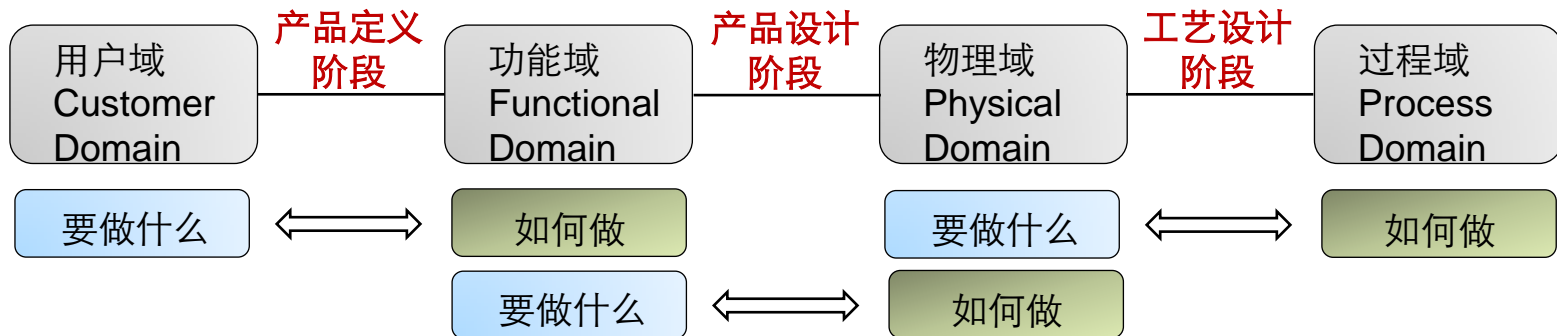 用户域
Customer
Domain
产品定义
阶段
功能域
Functional
Domain
产品设计
阶段
物理域
Physical
Domain
工艺设计
阶段
过程域
Process
Domain
要做什么
如何做
要做什么
如何做
要做什么
如何做